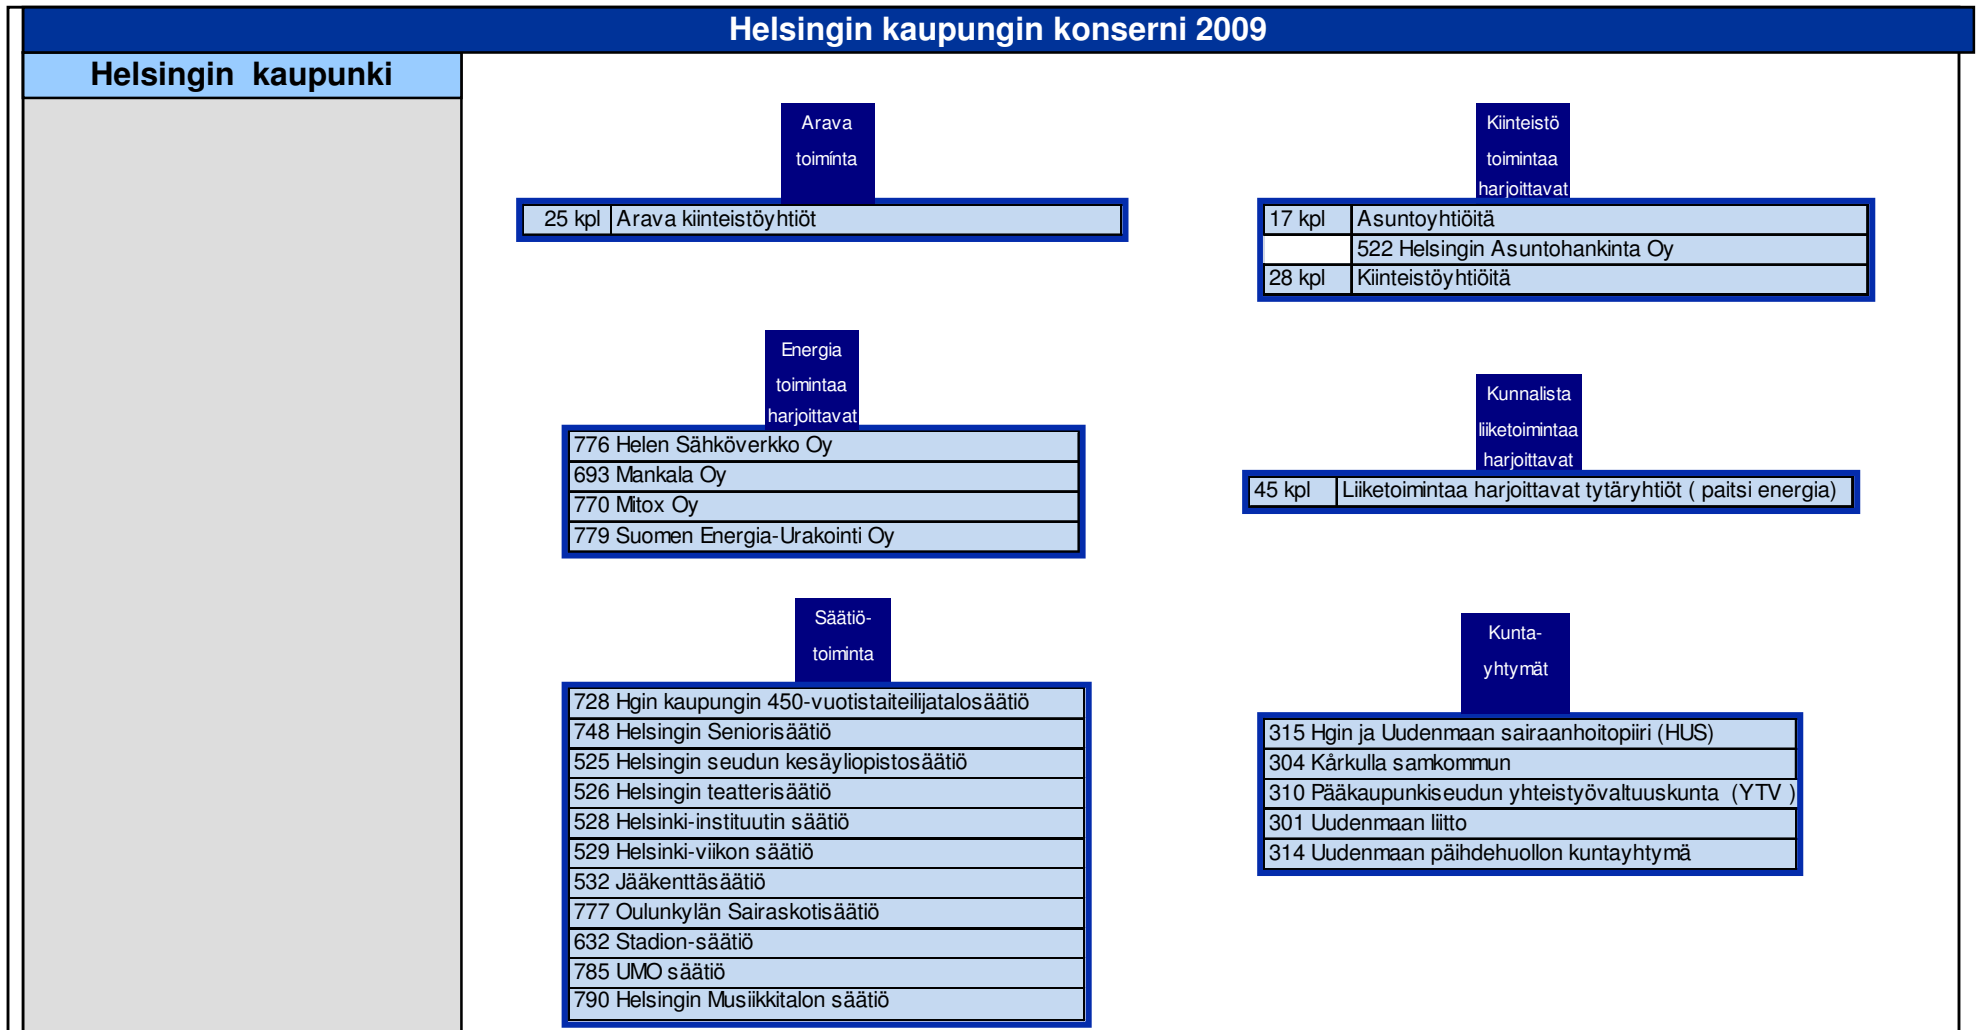 Helsingin kaupungin konserni 2009
Helsingin kaupunki
Arava
toimínta
25 kpl Arava kiinteistöyhtiöt
Kiinteistö
toimintaa
harjoittavat
17 kpl Asuntoyhtiöitä
522 Helsingin Asuntohankinta Oy
28 kpl Kiinteistöyhtiöitä
Energia
toimintaa
harjoittavat
776 Helen Sähköverkko Oy
693 Mankala Oy
770 Mitox Oy
779 Suomen Energia-Urakointi Oy
Kunnalista
liiketoimintaa
harjoittavat
45 kpl Liiketoimintaa harjoittavat tytäryhtiöt ( paitsi energia)
Säätiö-
toiminta
728 Hgin kaupungin 450-vuotistaiteilijatalosäätiö
748 Helsingin Seniorisäätiö
525 Helsingin seudun kesäyliopistosäätiö
526 Helsingin teatterisäätiö
528 Helsinki-instituutin säätiö
529 Helsinki-viikon säätiö
532 Jääkenttäsäätiö
777 Oulunkylän Sairaskotisäätiö
632 Stadion-säätiö
785 UMO säätiö
790 Helsingin Musiikkitalon säätiö
Kunta-
yhtymät
315 Hgin ja Uudenmaan sairaanhoitopiiri (HUS)
304 Kårkulla samkommun
310 Pääkaupunkiseudun yhteistyövaltuuskunta (YTV )
301 Uudenmaan liitto
314 Uudenmaan päihdehuollon kuntayhtymä